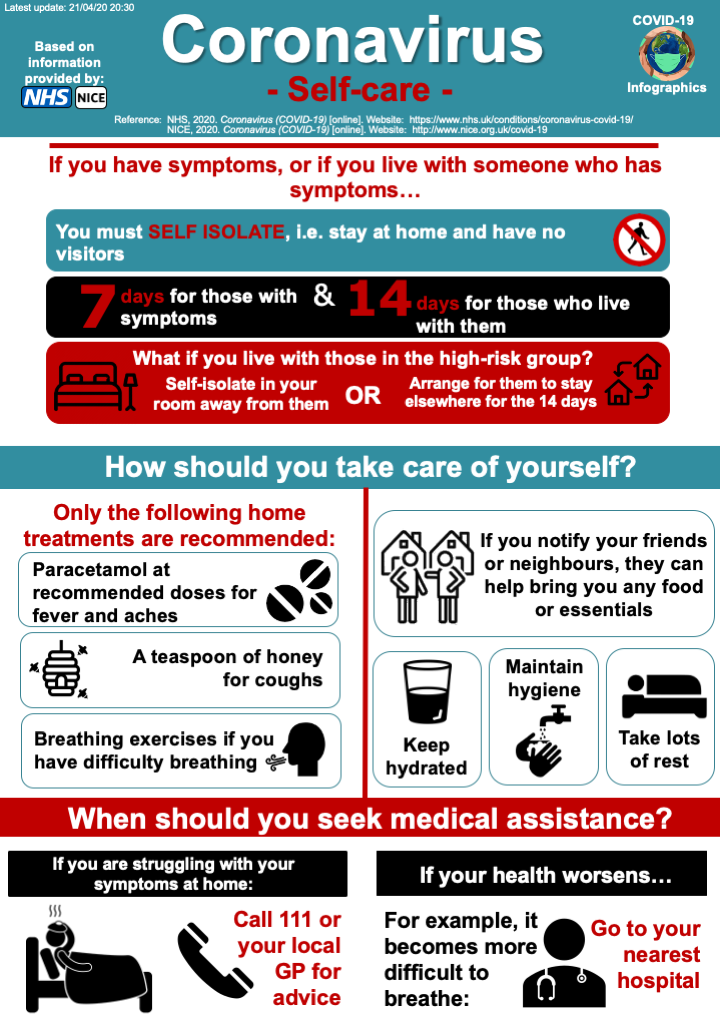 Latest update: 21/04/20 20:30
Based on
information
provided by:
NHS NICE
Coronavirus
- Self-care -
COVID-19
Infographics
Reference: NHS, 2020. Coronavirus (COVID-19) [online]. Website: https://www.nhs.uk/conditions/coronavirus-covid-19/
NICE, 2020. Coronavirus (COVID-19) [online]. Website: http://www.nice.org.uk/covid-19
If you have symptoms, or if you live with someone who has
symptoms…
You must SELF ISOLATE, i.e. stay at home and have no
visitors
7 days for those with
symptoms
& 14 days for those who live
with them
What if you live with those in the high-risk group?
Self-isolate in your
room away from them
OR
Arrange for them to stay
elsewhere for the 14 days
How should you take care of yourself?
Only the following home
treatments are recommended:
Paracetamol at
recommended doses for
fever and aches
A teaspoon of honey
for coughs
Breathing exercises if you
have difficulty breathing
If you notify your friends
or neighbours, they can
help bring you any food
or essentials
Keep
hydrated
Maintain
hygiene
Take lots
of rest
When should you seek medical assistance?
If you are struggling with your
symptoms at home:
Call 111 or
your local
GP for
advice
If your health worsens…
For example, it
becomes more
difficult to
breathe:
Go to your
nearest
hospital